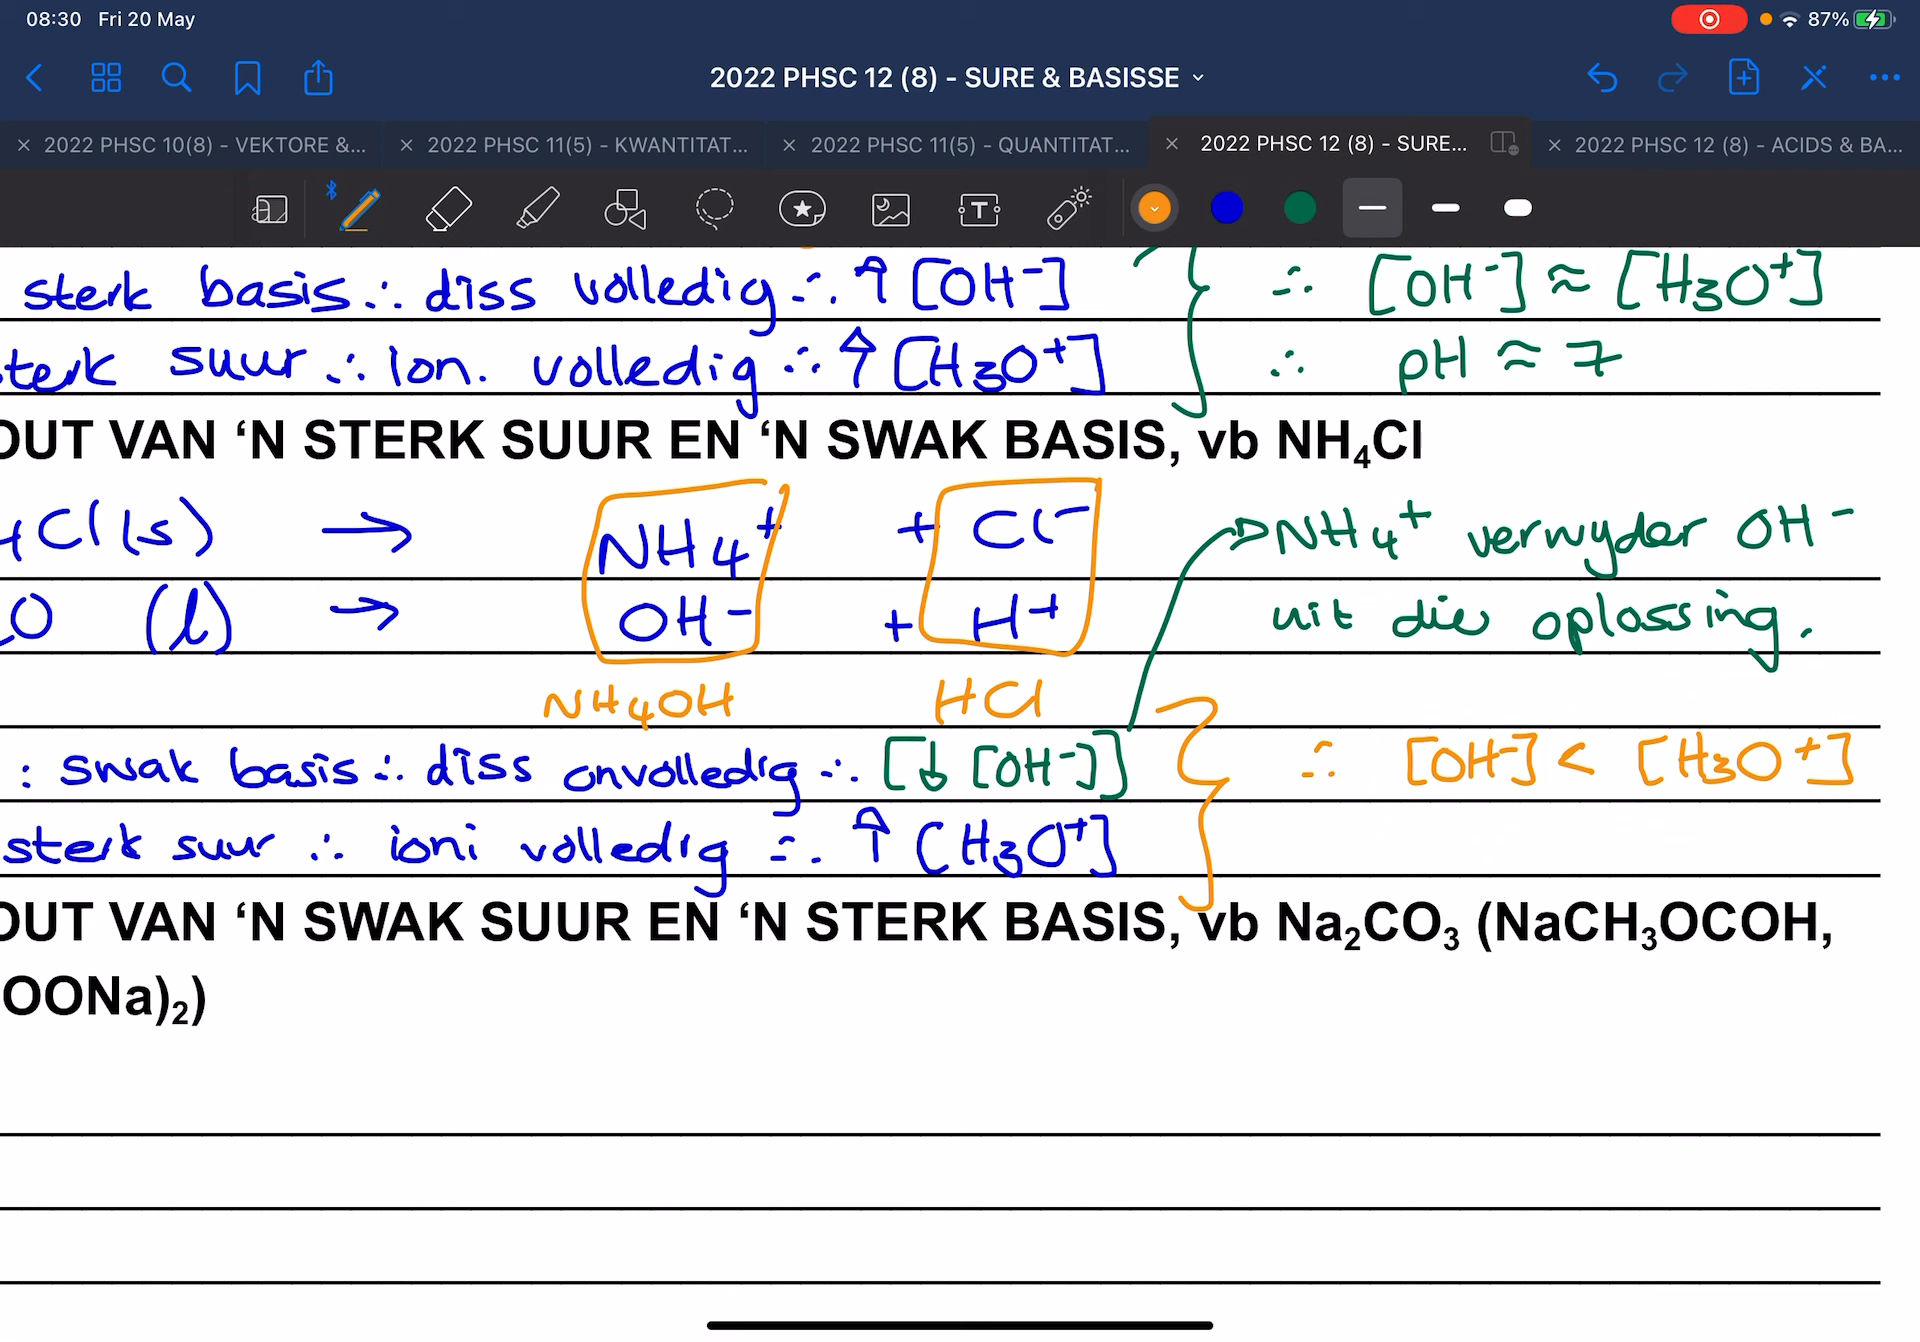 08:30 Fri 20 May 87%
2022 PHSC 12 (8) - SURE & BASISSE
2022 PHSC 10(8) - VEKTORE &... 2022 PHSC 11(5) - KWANTITAT... 2022 PHSC 11(5) - QUANTITAT... 2022 PHSC 12 (8) - SURE... 2022 PHSC 12 (8) - ACIDS & BA...
sterk basis ∴ diss volledig ∴ ↑ [OH⁻] ∴ [OH⁻] ≈ [H₃O⁺]
sterk suur ∴ ion. volledig ∴ ↑ [H₃O⁺] ∴ pH ≈ 7
OUT VAN ‘N STERK SUUR EN ‘N SWAK BASIS, vb NH₄Cl
₄Cl(s) → NH₄⁺ + Cl⁻ → NH₄⁺ verwyder OH⁻
O (l) → OH⁻ + H⁺ uit die oplossing.
NH₄OH HCl
: swak basis ∴ diss onvolledig ∴ [↓ [OH⁻]] ∴ [OH⁻] < [H₃O⁺]
sterk suur ∴ ioni volledig ∴ ↑ [H₃O⁺]
OUT VAN ‘N SWAK SUUR EN ‘N STERK BASIS, vb Na₂CO₃ (NaCH₃OCOH,
OONa)₂)